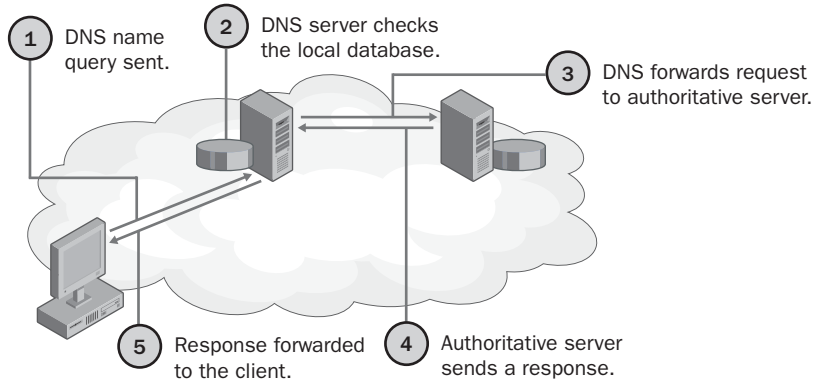 1
DNS name
query sent.
2
DNS server checks
the local database.
3
DNS forwards request
to authoritative server.
4
Authoritative server
sends a response.
5
Response forwarded
to the client.